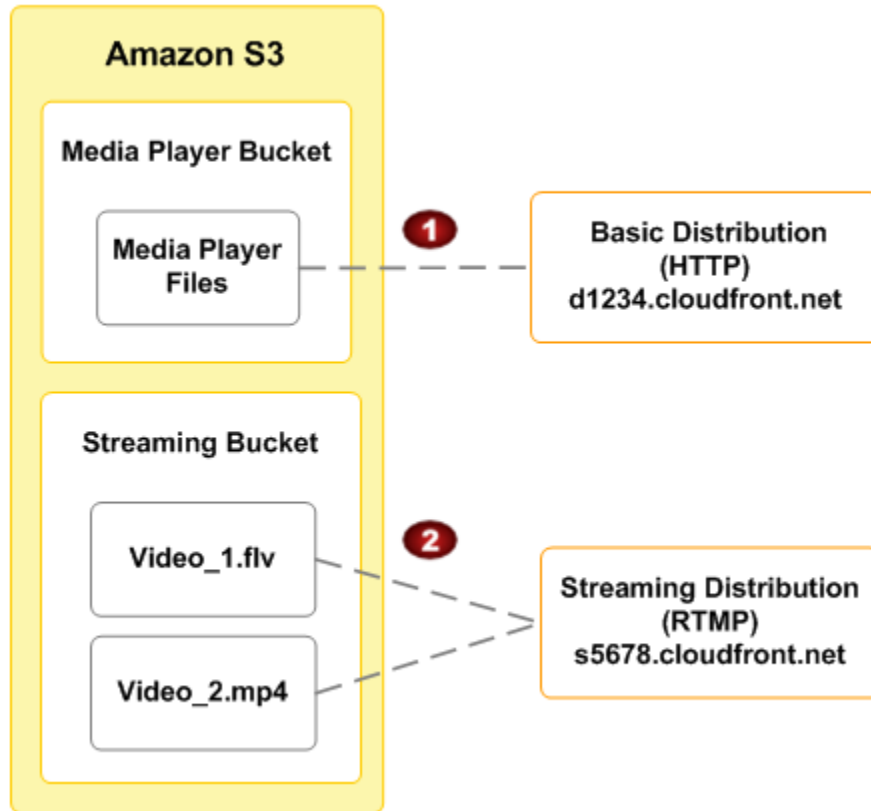 Amazon S3
Media Player Bucket
Media Player
Files
1
Basic Distribution
(HTTP)
d1234.cloudfront.net
Streaming Bucket
Video_1.flv
2
Video_2.mp4
Streaming Distribution
(RTMP)
s5678.cloudfront.net